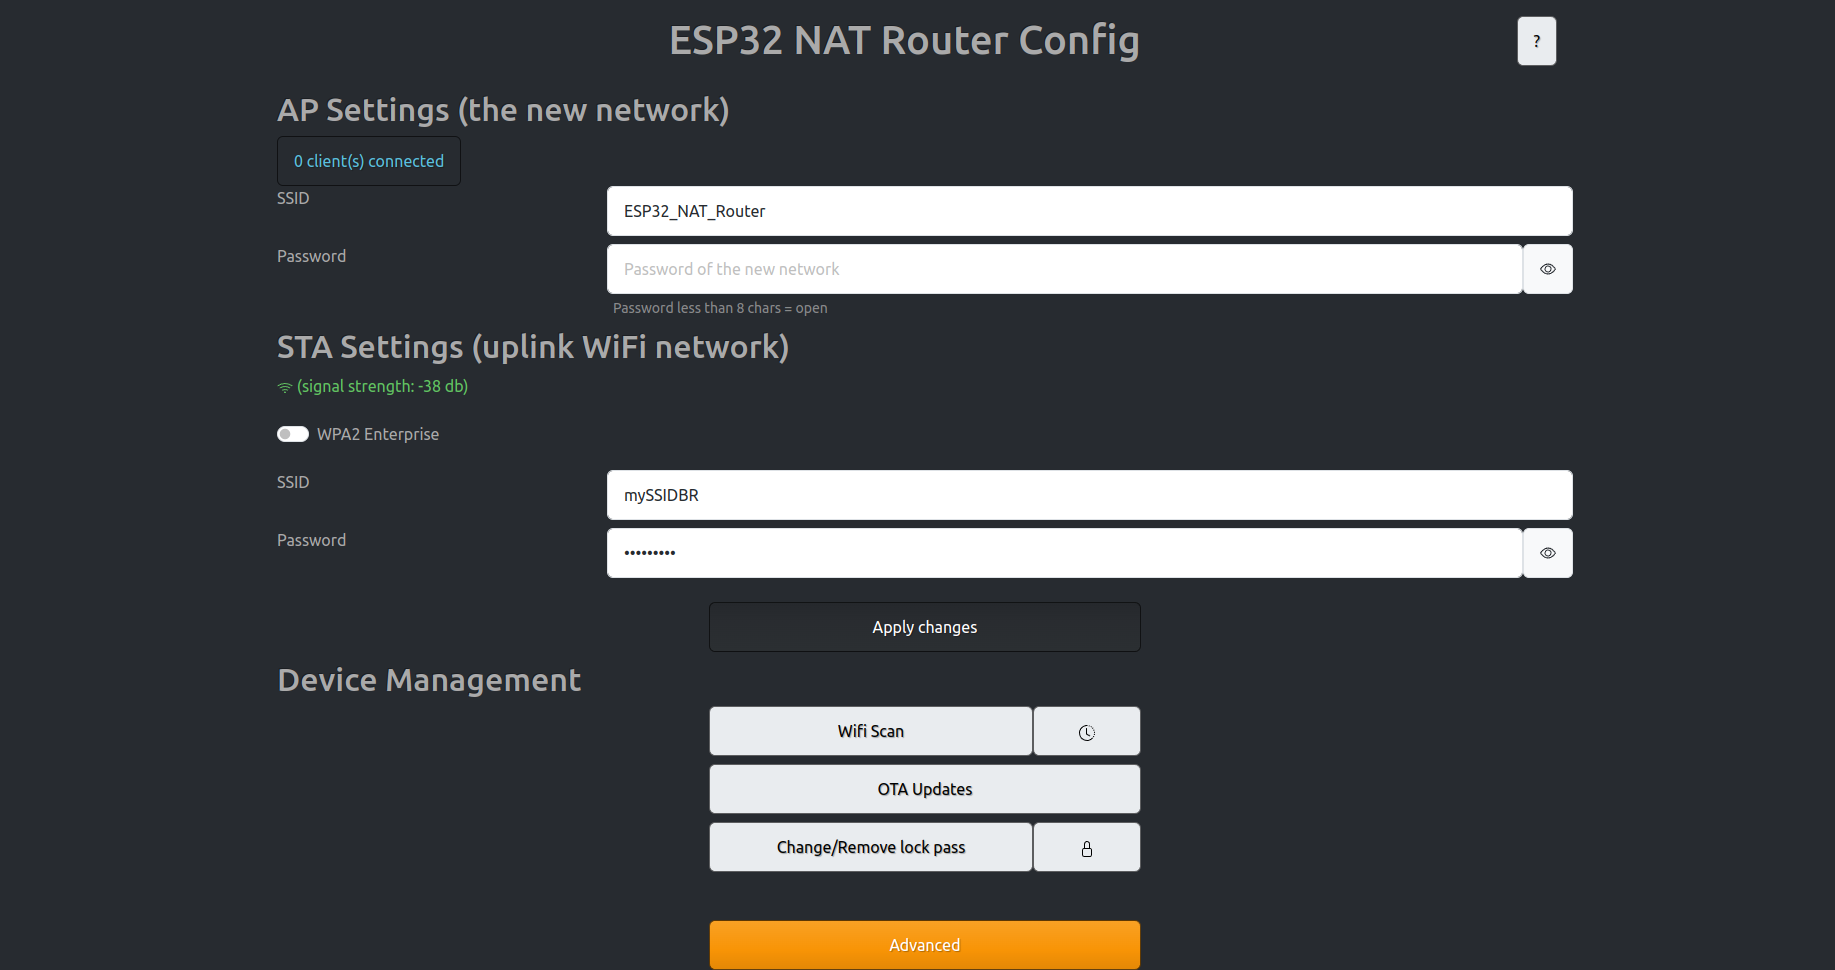 ESP32 NAT Router Config
?
AP Settings (the new network)
0 client(s) connected
SSID
ESP32_NAT_Router
Password
Password of the new network
Password less than 8 chars = open
STA Settings (uplink WiFi network)
(signal strength: -38 db)
WPA2 Enterprise
SSID
mySSIDBR
Password
•••••••••
Apply changes
Device Management
Wifi Scan
OTA Updates
Change/Remove lock pass
Advanced